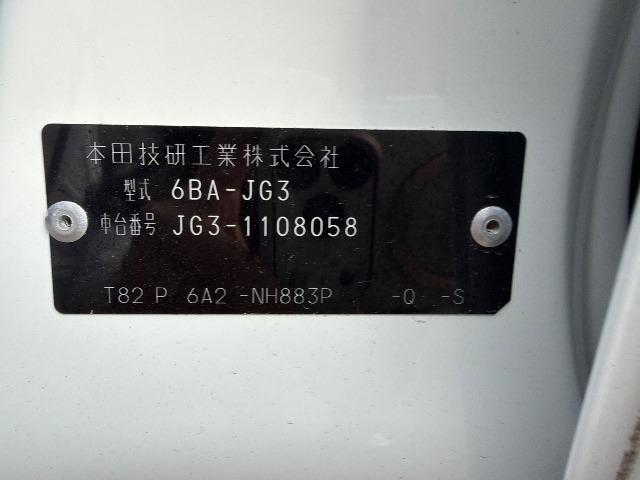 本田技研工業株式会社
型式 6BA-JG3
車台番号 JG3-1108058
T82 P 6A2 -NH883P -Q -S